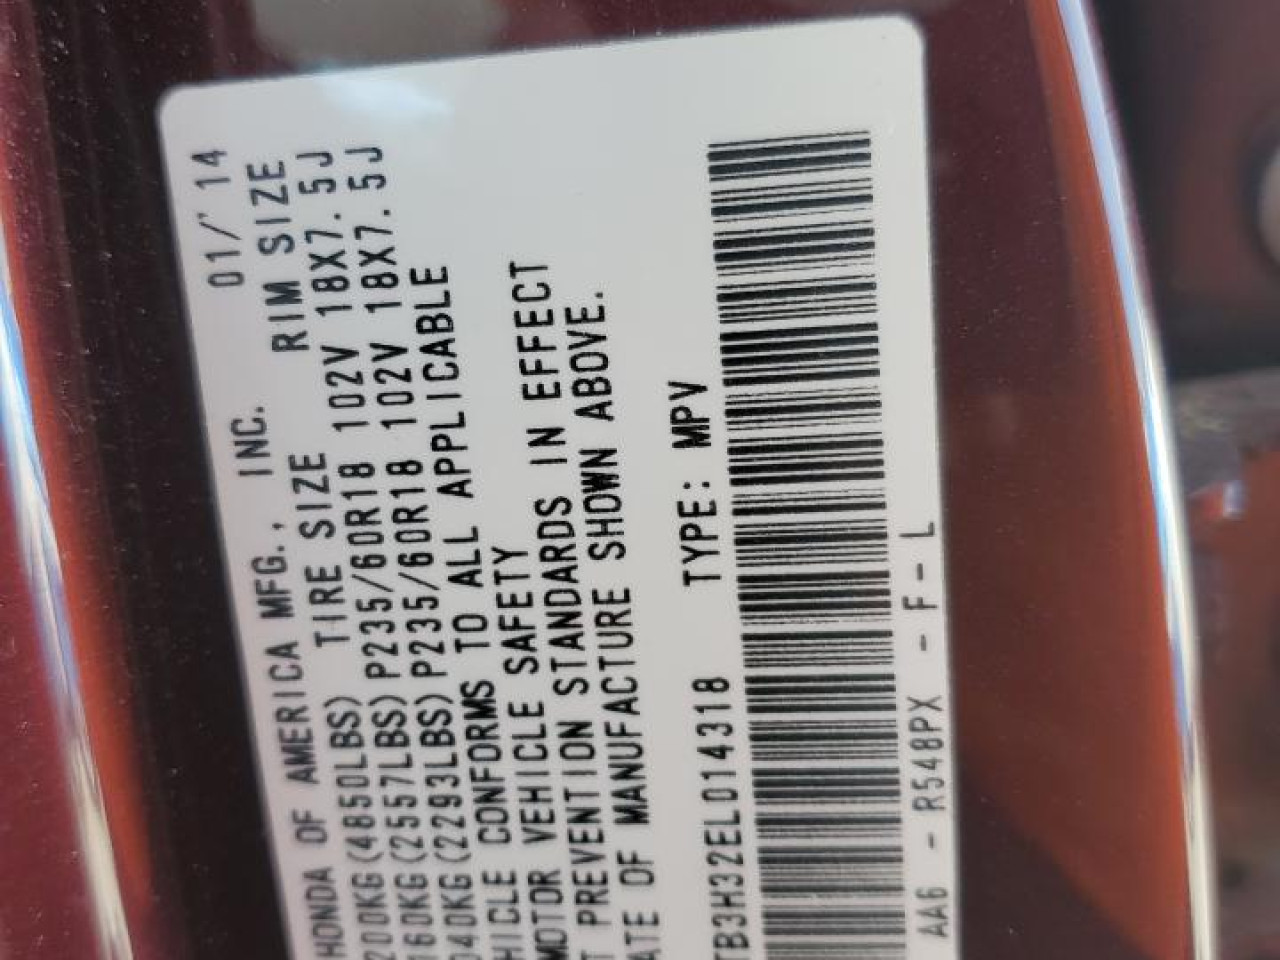 HONDA OF AMERICA MFG., INC. 01/'14
200KG(4850LBS) TIRE SIZE RIM SIZE
160KG(2557LBS) P235/60R18 102V 18X7.5J
040KG(2293LBS) P235/60R18 102V 18X7.5J
HICLE CONFORMS TO ALL APPLICABLE
MOTOR VEHICLE SAFETY
T PREVENTION STANDARDS IN EFFECT
ATE OF MANUFACTURE SHOWN ABOVE.
TB3H32EL014318 TYPE: MPV
AA6 - R548PX - F - L